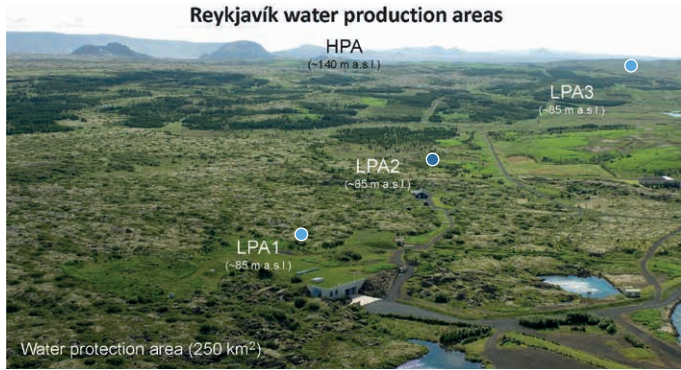 Reykjavík water production areas
HPA
(~140 m a.s.l.)
LPA3
(~85 m a.s.l.)
LPA2
(~85 m a.s.l.)
LPA1
(~85 m a.s.l.)
Water protection area (250 km²)